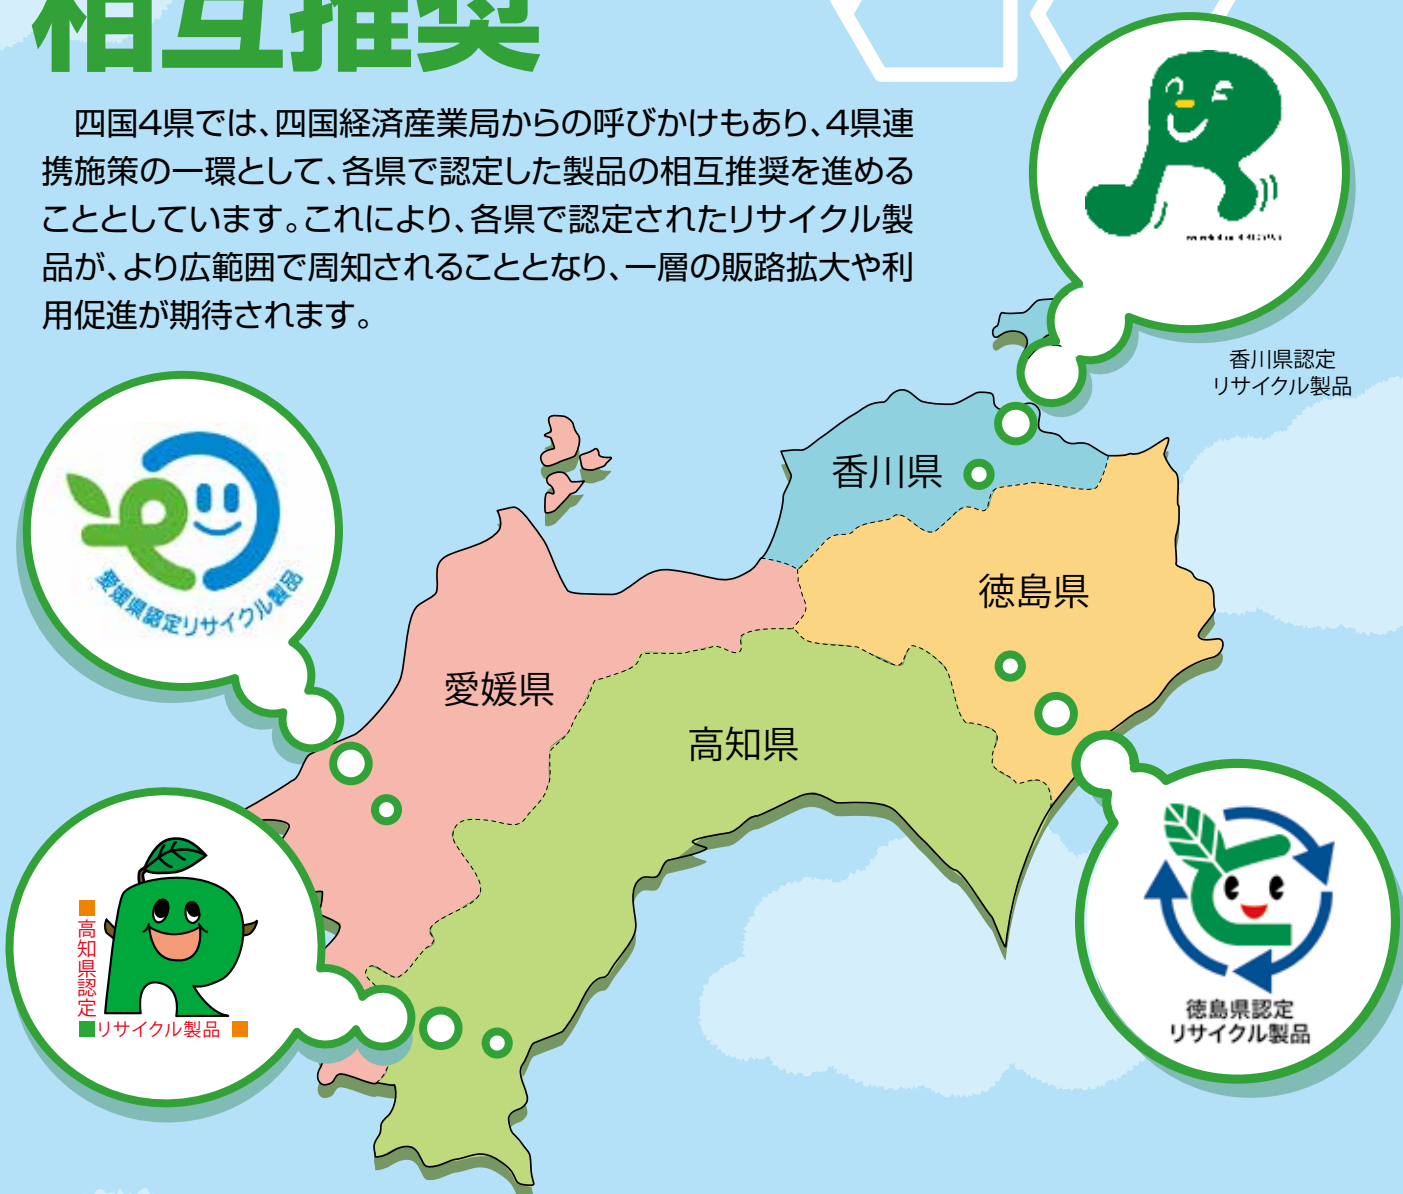 相互推奨
四国4県では、四国経済産業局からの呼びかけもあり、4県連
携施策の一環として、各県で認定した製品の相互推奨を進める
こととしています。これにより、各県で認定されたリサイクル製
品が、より広範囲で周知されることとなり、一層の販路拡大や利
用促進が期待されます。
香川県認定
リサイクル製品
愛媛県認定リサイクル製品
香川県
徳島県
愛媛県
高知県
高知県認定
リサイクル製品
徳島県認定
リサイクル製品